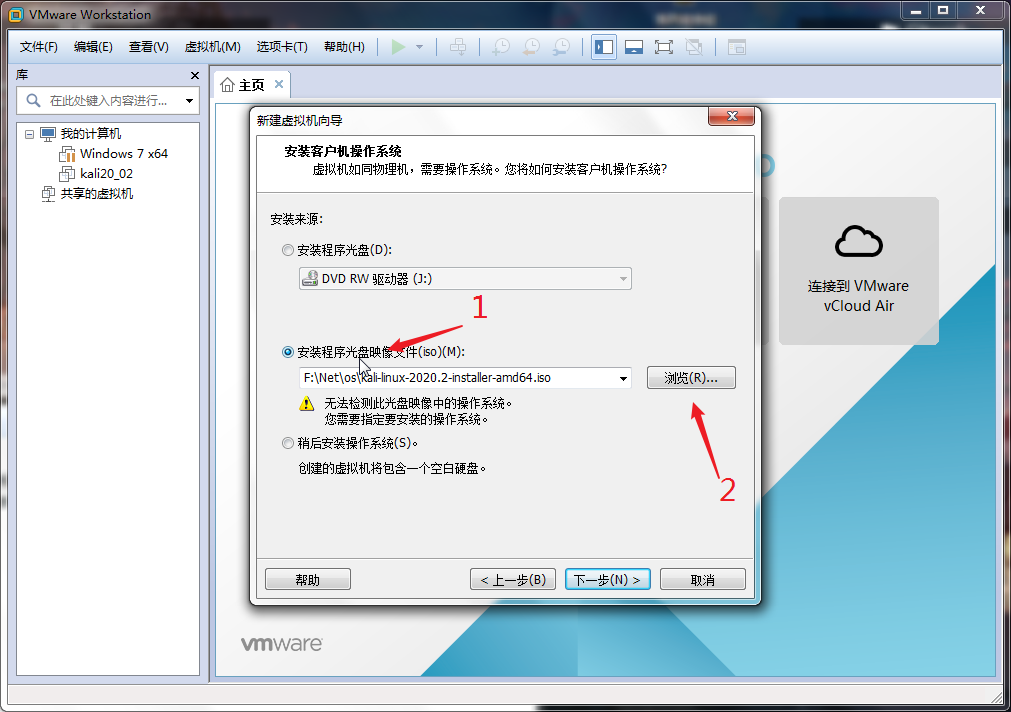 VMware Workstation
文件(F) 编辑(E) 查看(V) 虚拟机(M) 选项卡(T) 帮助(H)
库
在此处键入内容进行...
我的计算机
Windows 7 x64
kali20_02
共享的虚拟机
主页
新建虚拟机向导
安装客户机操作系统
虚拟机如同物理机，需要操作系统。您将如何安装客户机操作系统?
安装来源:
安装程序光盘(D):
DVD RW 驱动器 (J:)
1
安装程序光盘映像文件(iso)(M):
F:\Net\os\kali-linux-2020.2-installer-amd64.iso
浏览(R)...
无法检测此光盘映像中的操作系统。
您需要指定要安装的操作系统。
稍后安装操作系统(S)。
创建的虚拟机将包含一个空白硬盘。
2
帮助
< 上一步(B)
下一步(N) >
取消
连接到 VMware
vCloud Air
vmware